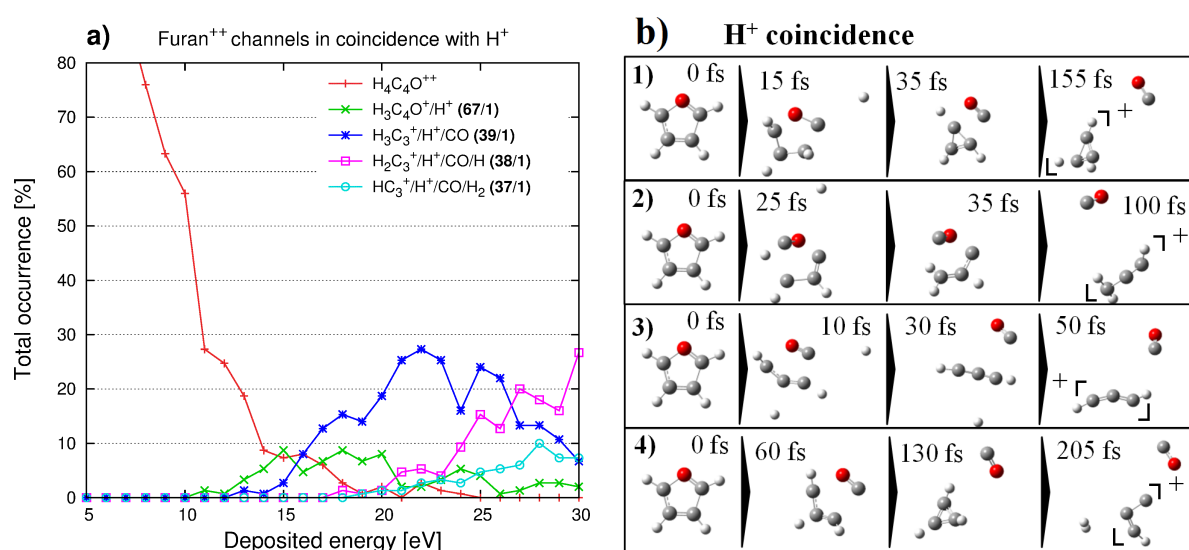 a) Furan⁺⁺ channels in coincidence with H⁺
Total occurrence [%]
80
70
60
50
40
30
20
10
0
5 10 15 20 25 30
Deposited energy [eV]
H₄C₄O⁺⁺
H₃C₄O⁺/H⁺ (67/1)
H₃C₃⁺/H⁺/CO (39/1)
H₂C₃⁺/H⁺/CO/H (38/1)
HC₃⁺/H⁺/CO/H₂ (37/1)
b) H⁺ coincidence
1) 0 fs 15 fs 35 fs 155 fs
+
2) 0 fs 25 fs 35 fs 100 fs
+
3) 0 fs 10 fs 30 fs 50 fs
+
4) 0 fs 60 fs 130 fs 205 fs
+